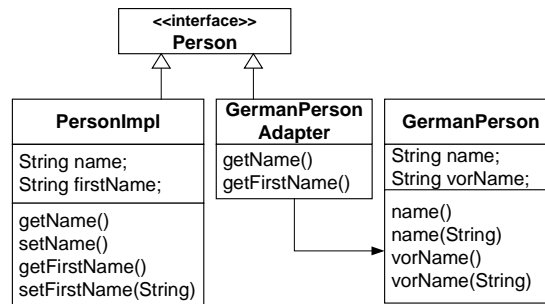 <<interface>>
Person
PersonImpl
String name;
String firstName;
getName()
setName()
getFirstName()
setFirstName(String)
GermanPerson
Adapter
getName()
getFirstName()
GermanPerson
String name;
String vorName;
name()
name(String)
vorName()
vorName(String)